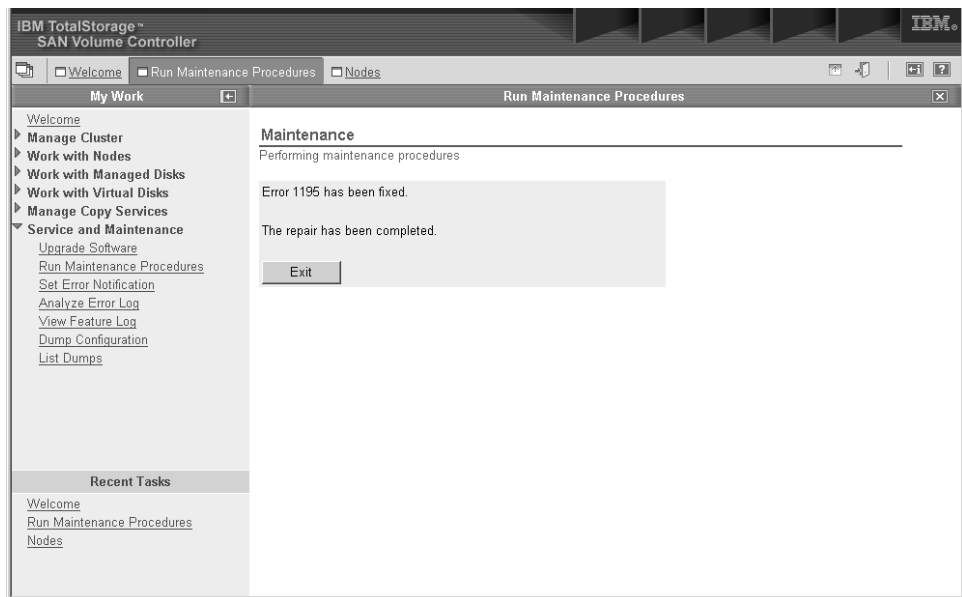 IBM TotalStorage™
SAN Volume Controller
IBM®
Welcome
Run Maintenance Procedures
Nodes
?
My Work
Run Maintenance Procedures
Welcome
Manage Cluster
Work with Nodes
Work with Managed Disks
Work with Virtual Disks
Manage Copy Services
Service and Maintenance
Upgrade Software
Run Maintenance Procedures
Set Error Notification
Analyze Error Log
View Feature Log
Dump Configuration
List Dumps
Recent Tasks
Welcome
Run Maintenance Procedures
Nodes
Maintenance
Performing maintenance procedures
Error 1195 has been fixed.
The repair has been completed.
Exit